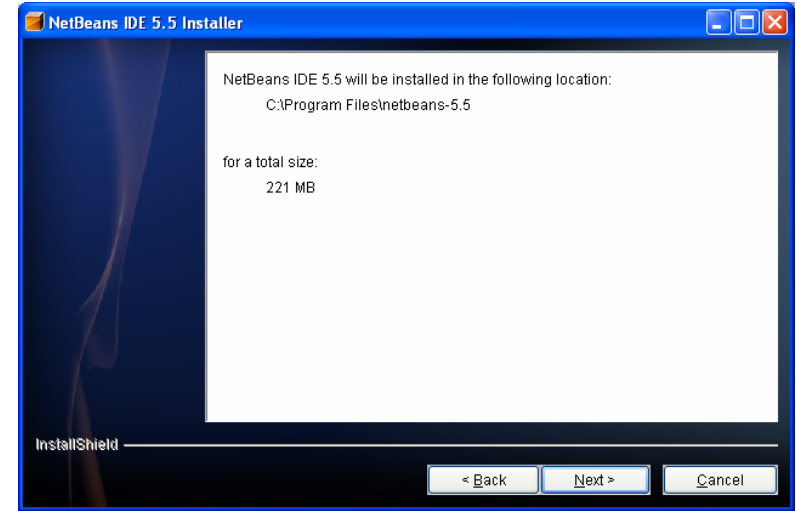 NetBeans IDE 5.5 Installer
NetBeans IDE 5.5 will be installed in the following location:
C:\Program Files\netbeans-5.5
for a total size:
221 MB
InstallShield
< Back Next > Cancel